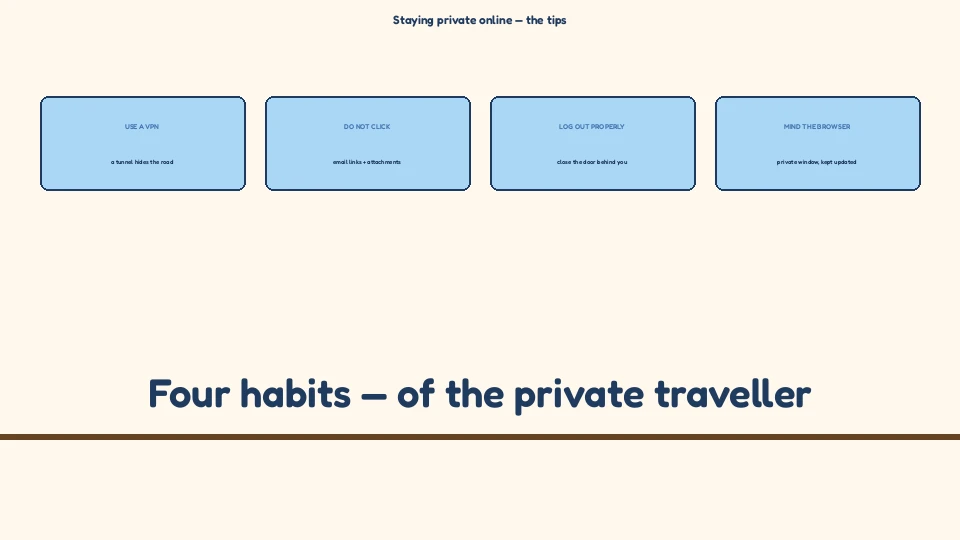 Staying private online — the tips
USE A VPN
a tunnel hides the road
DO NOT CLICK
email links + attachments
LOG OUT PROPERLY
close the door behind you
MIND THE BROWSER
private window, kept updated
Four habits — of the private traveller